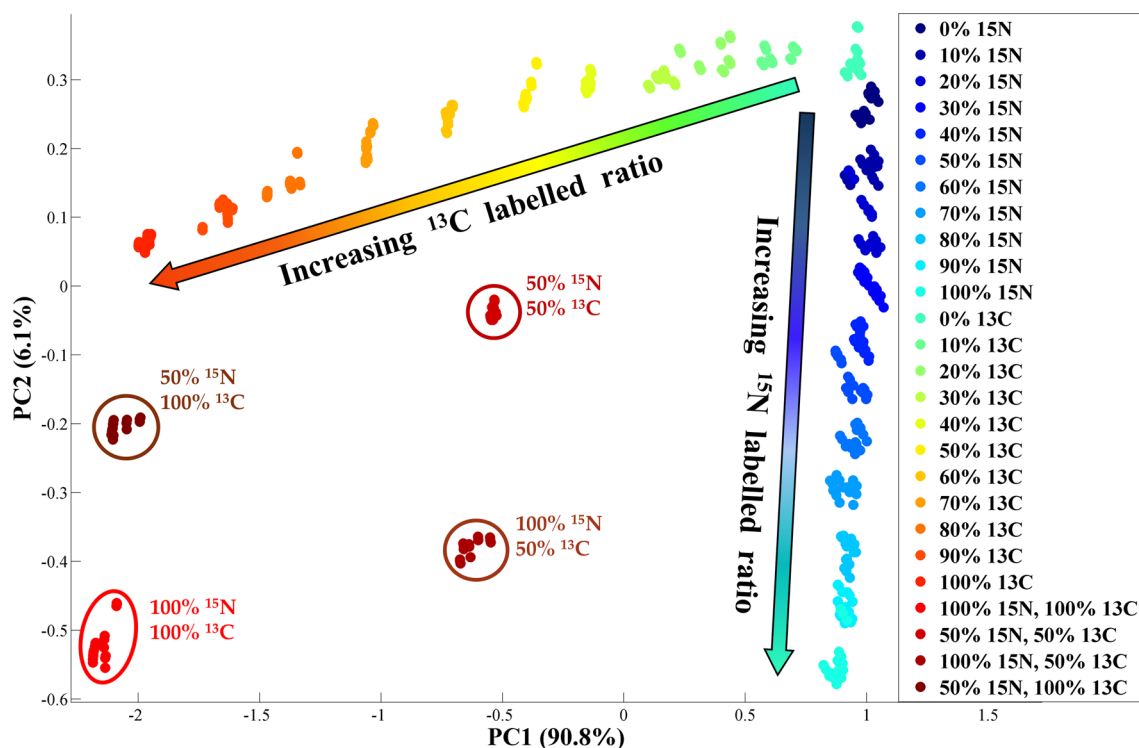 0.3
0.2
0.1
0
-0.1
-0.2
-0.3
-0.4
-0.5
-0.6
PC2 (6.1%)
-2
-1.5
-1
-0.5
0
0.5
1
1.5
PC1 (90.8%)
Increasing ¹³C labelled ratio
Increasing ¹⁵N labelled ratio
50% ¹⁵N
50% ¹³C
50% ¹⁵N
100% ¹³C
100% ¹⁵N
50% ¹³C
100% ¹⁵N
100% ¹³C
0% 15N
10% 15N
20% 15N
30% 15N
40% 15N
50% 15N
60% 15N
70% 15N
80% 15N
90% 15N
100% 15N
0% 13C
10% 13C
20% 13C
30% 13C
40% 13C
50% 13C
60% 13C
70% 13C
80% 13C
90% 13C
100% 13C
100% 15N, 100% 13C
50% 15N, 50% 13C
100% 15N, 50% 13C
50% 15N, 100% 13C